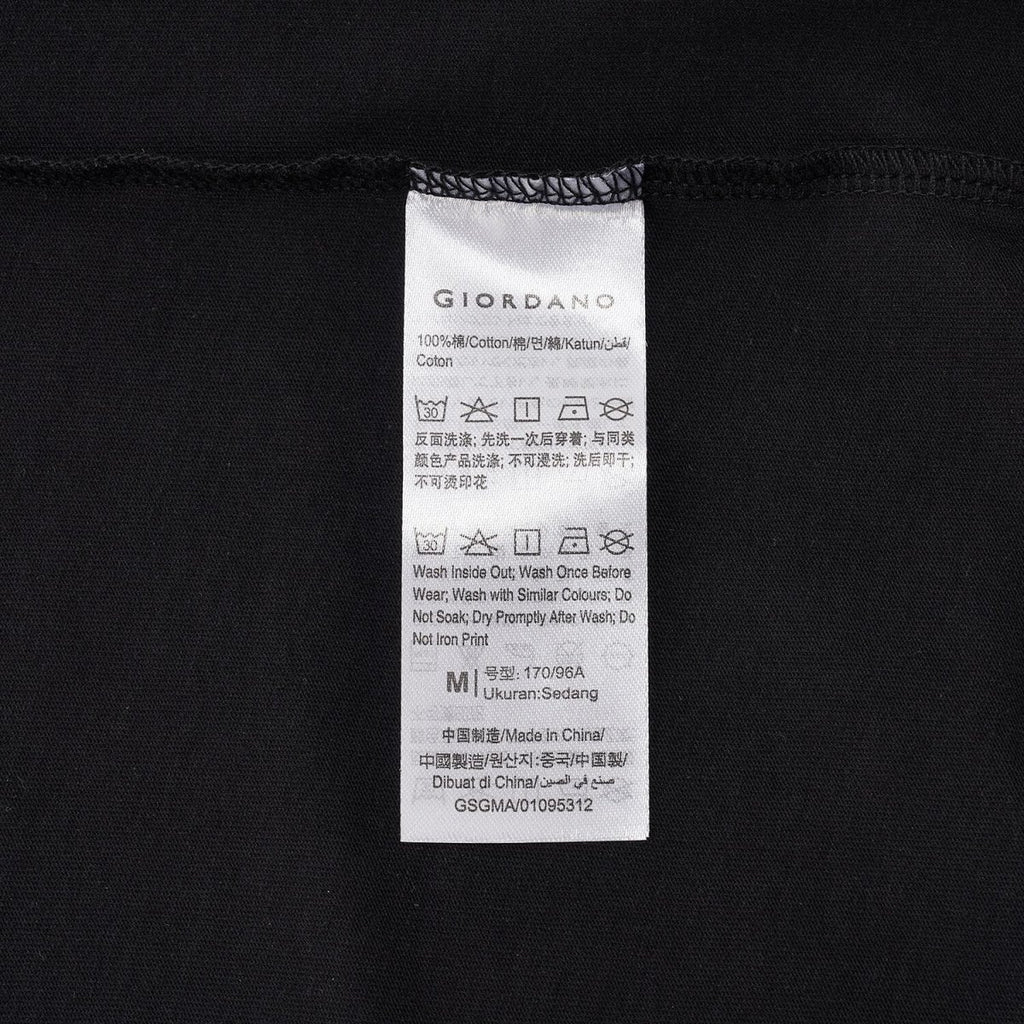 GIORDANO
100%棉/Cotton/棉/면/綿/Katun/قطن/
Coton
30
反面洗涤; 先洗一次后穿着; 与同类
颜色产品洗涤; 不可浸洗; 洗后即干;
不可烫印花
30
Wash Inside Out; Wash Once Before
Wear; Wash with Similar Colours; Do
Not Soak; Dry Promptly After Wash; Do
Not Iron Print
M 号型: 170/96A
Ukuran:Sedang
中国制造/Made in China/
中國製造/원산지:중국/中国製/
Dibuat di China/صنع في الصين
GSGMA/01095312